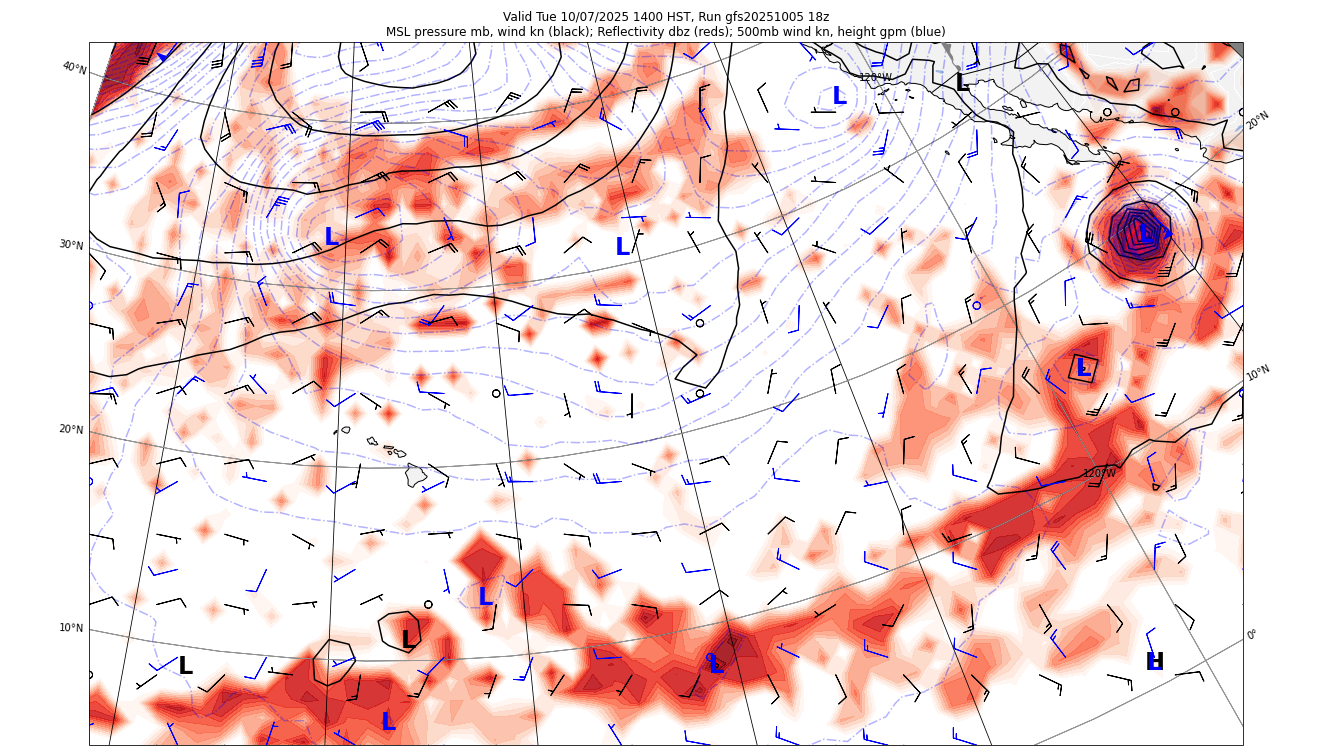 Valid Tue 10/07/2025 1400 HST, Run gfs20251005 18z
MSL pressure mb, wind kn (black); Reflectivity dbz (reds); 500mb wind kn, height gpm (blue)
40°N
120°W
L
L
20°N
L
L
L
30°N
L
10°N
20°N
120°W
L
10°N
0°
L
L
L
H
L